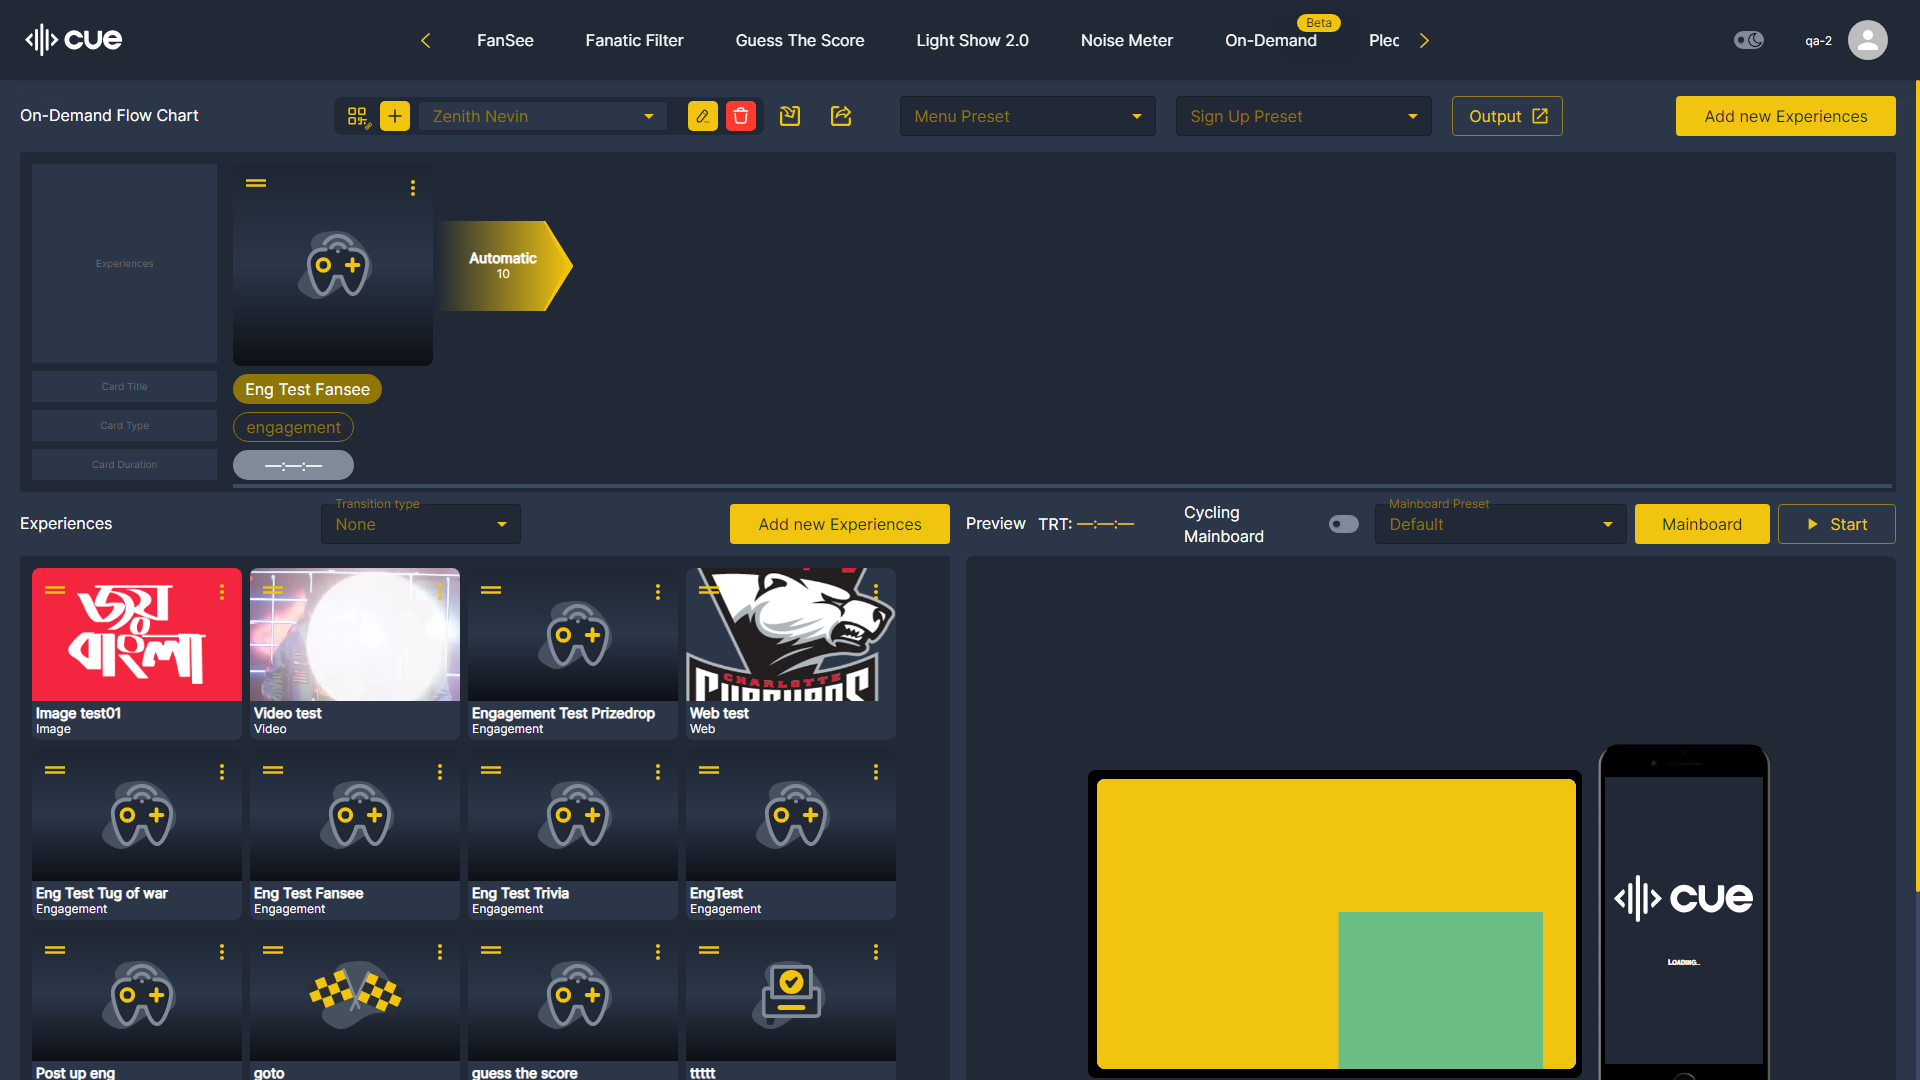 cue
FanSee
Fanatic Filter
Guess The Score
Light Show 2.0
Noise Meter
On-Demand
Beta
Plec
qa-2
On-Demand Flow Chart
Zenith Nevin
Menu Preset
Sign Up Preset
Output
Add new Experiences
Experiences
Automatic
10
Card Title
Eng Test Fansee
Card Type
engagement
Card Duration
—:—:—
Experiences
Transition type
None
Add new Experiences
Preview
TRT: —:—:—
Cycling
Mainboard
Mainboard Preset
Default
Mainboard
Start
জয়
বাংলা
CHARLOTTE
Image test01
Image
Video test
Video
Engagement Test Prizedrop
Engagement
Web test
Web
Eng Test Tug of war
Engagement
Eng Test Fansee
Engagement
Eng Test Trivia
Engagement
EngTest
Engagement
Post up eng
goto
guess the score
ttttt
cue
Loading...